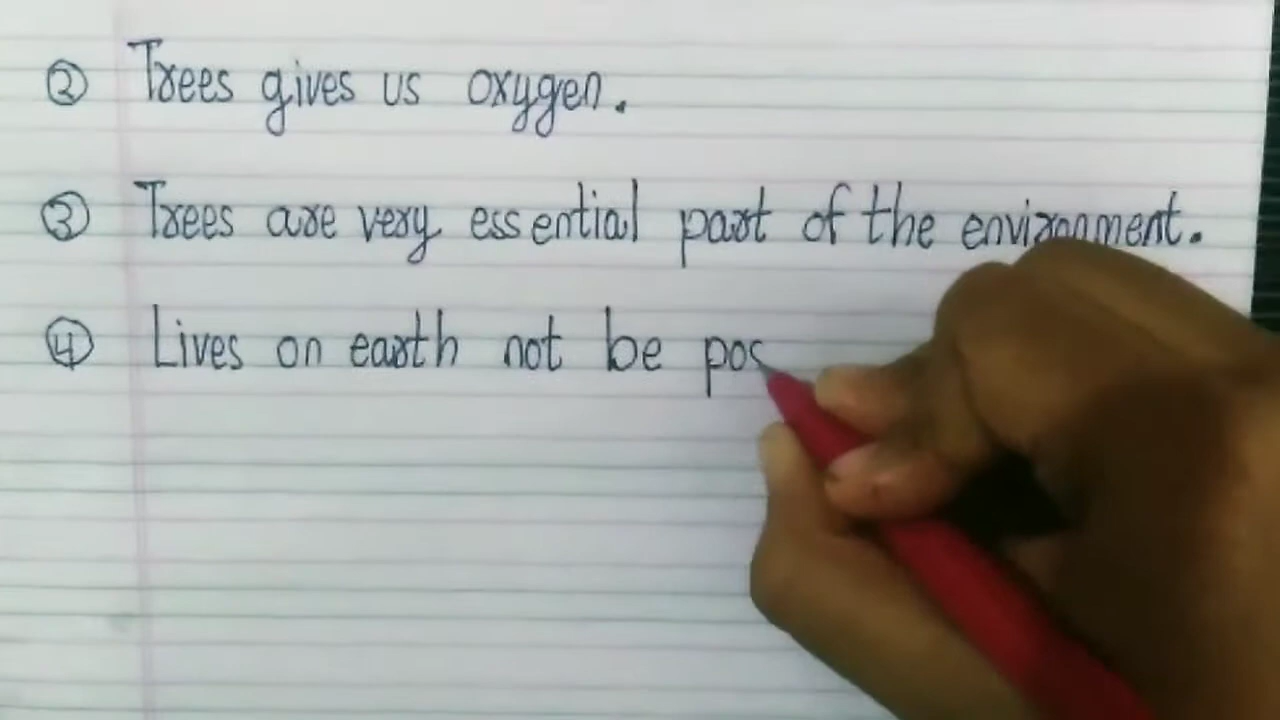 ② Trees gives us oxygen.
③ Trees are very essential part of the environment.
④ Lives on earth not be pos